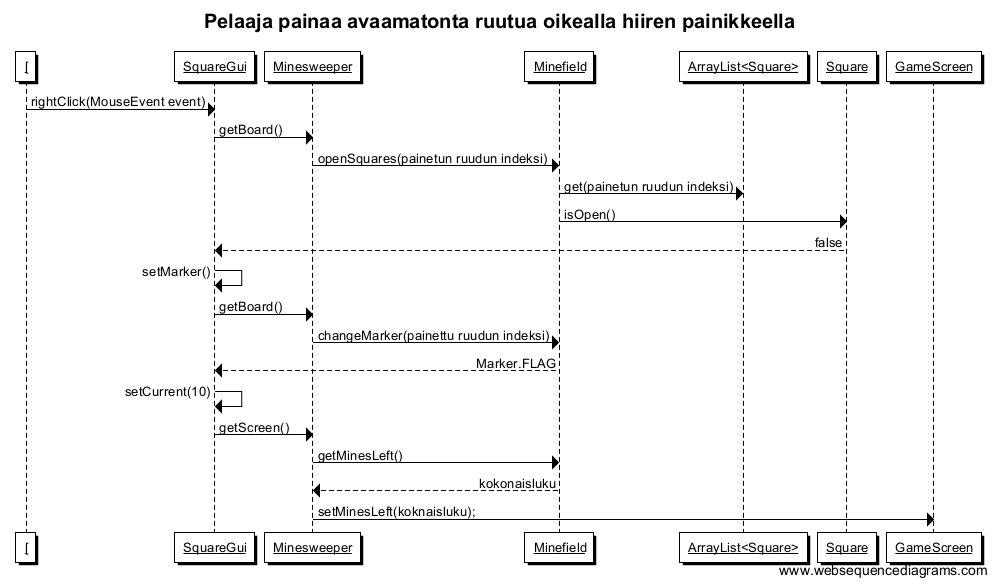 Pelaaja painaa avaamatonta ruutua oikealla hiiren painikkeella
[ SquareGui Minesweeper Minefield ArrayList<Square> Square GameScreen
rightClick(MouseEvent event)
getBoard()
openSquares(painetun ruudun indeksi)
get(painetun ruudun indeksi)
isOpen()
false
setMarker()
getBoard()
changeMarker(painettu ruudun indeksi)
Marker.FLAG
setCurrent(10)
getScreen()
getMinesLeft()
kokonaisluku
setMinesLeft(koknaisluku);
[ SquareGui Minesweeper Minefield ArrayList<Square> Square GameScreen
www.websequencediagrams.com